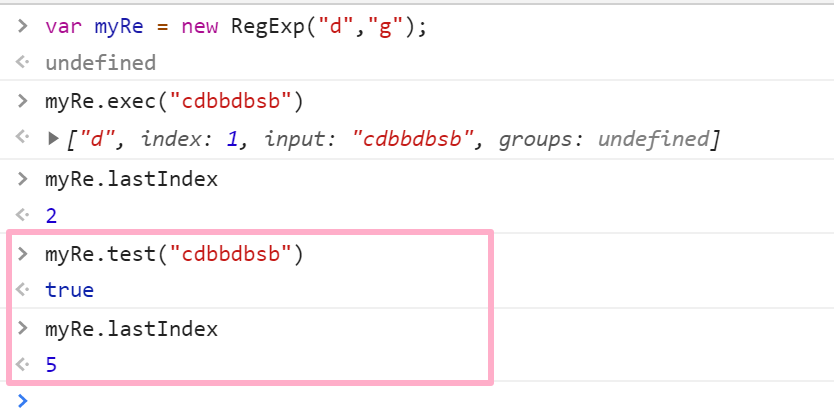 var myRe = new RegExp("d","g");
undefined
myRe.exec("cdbbdbsb")
["d", index: 1, input: "cdbbdbsb", groups: undefined]
myRe.lastIndex
2
myRe.test("cdbbdbsb")
true
myRe.lastIndex
5